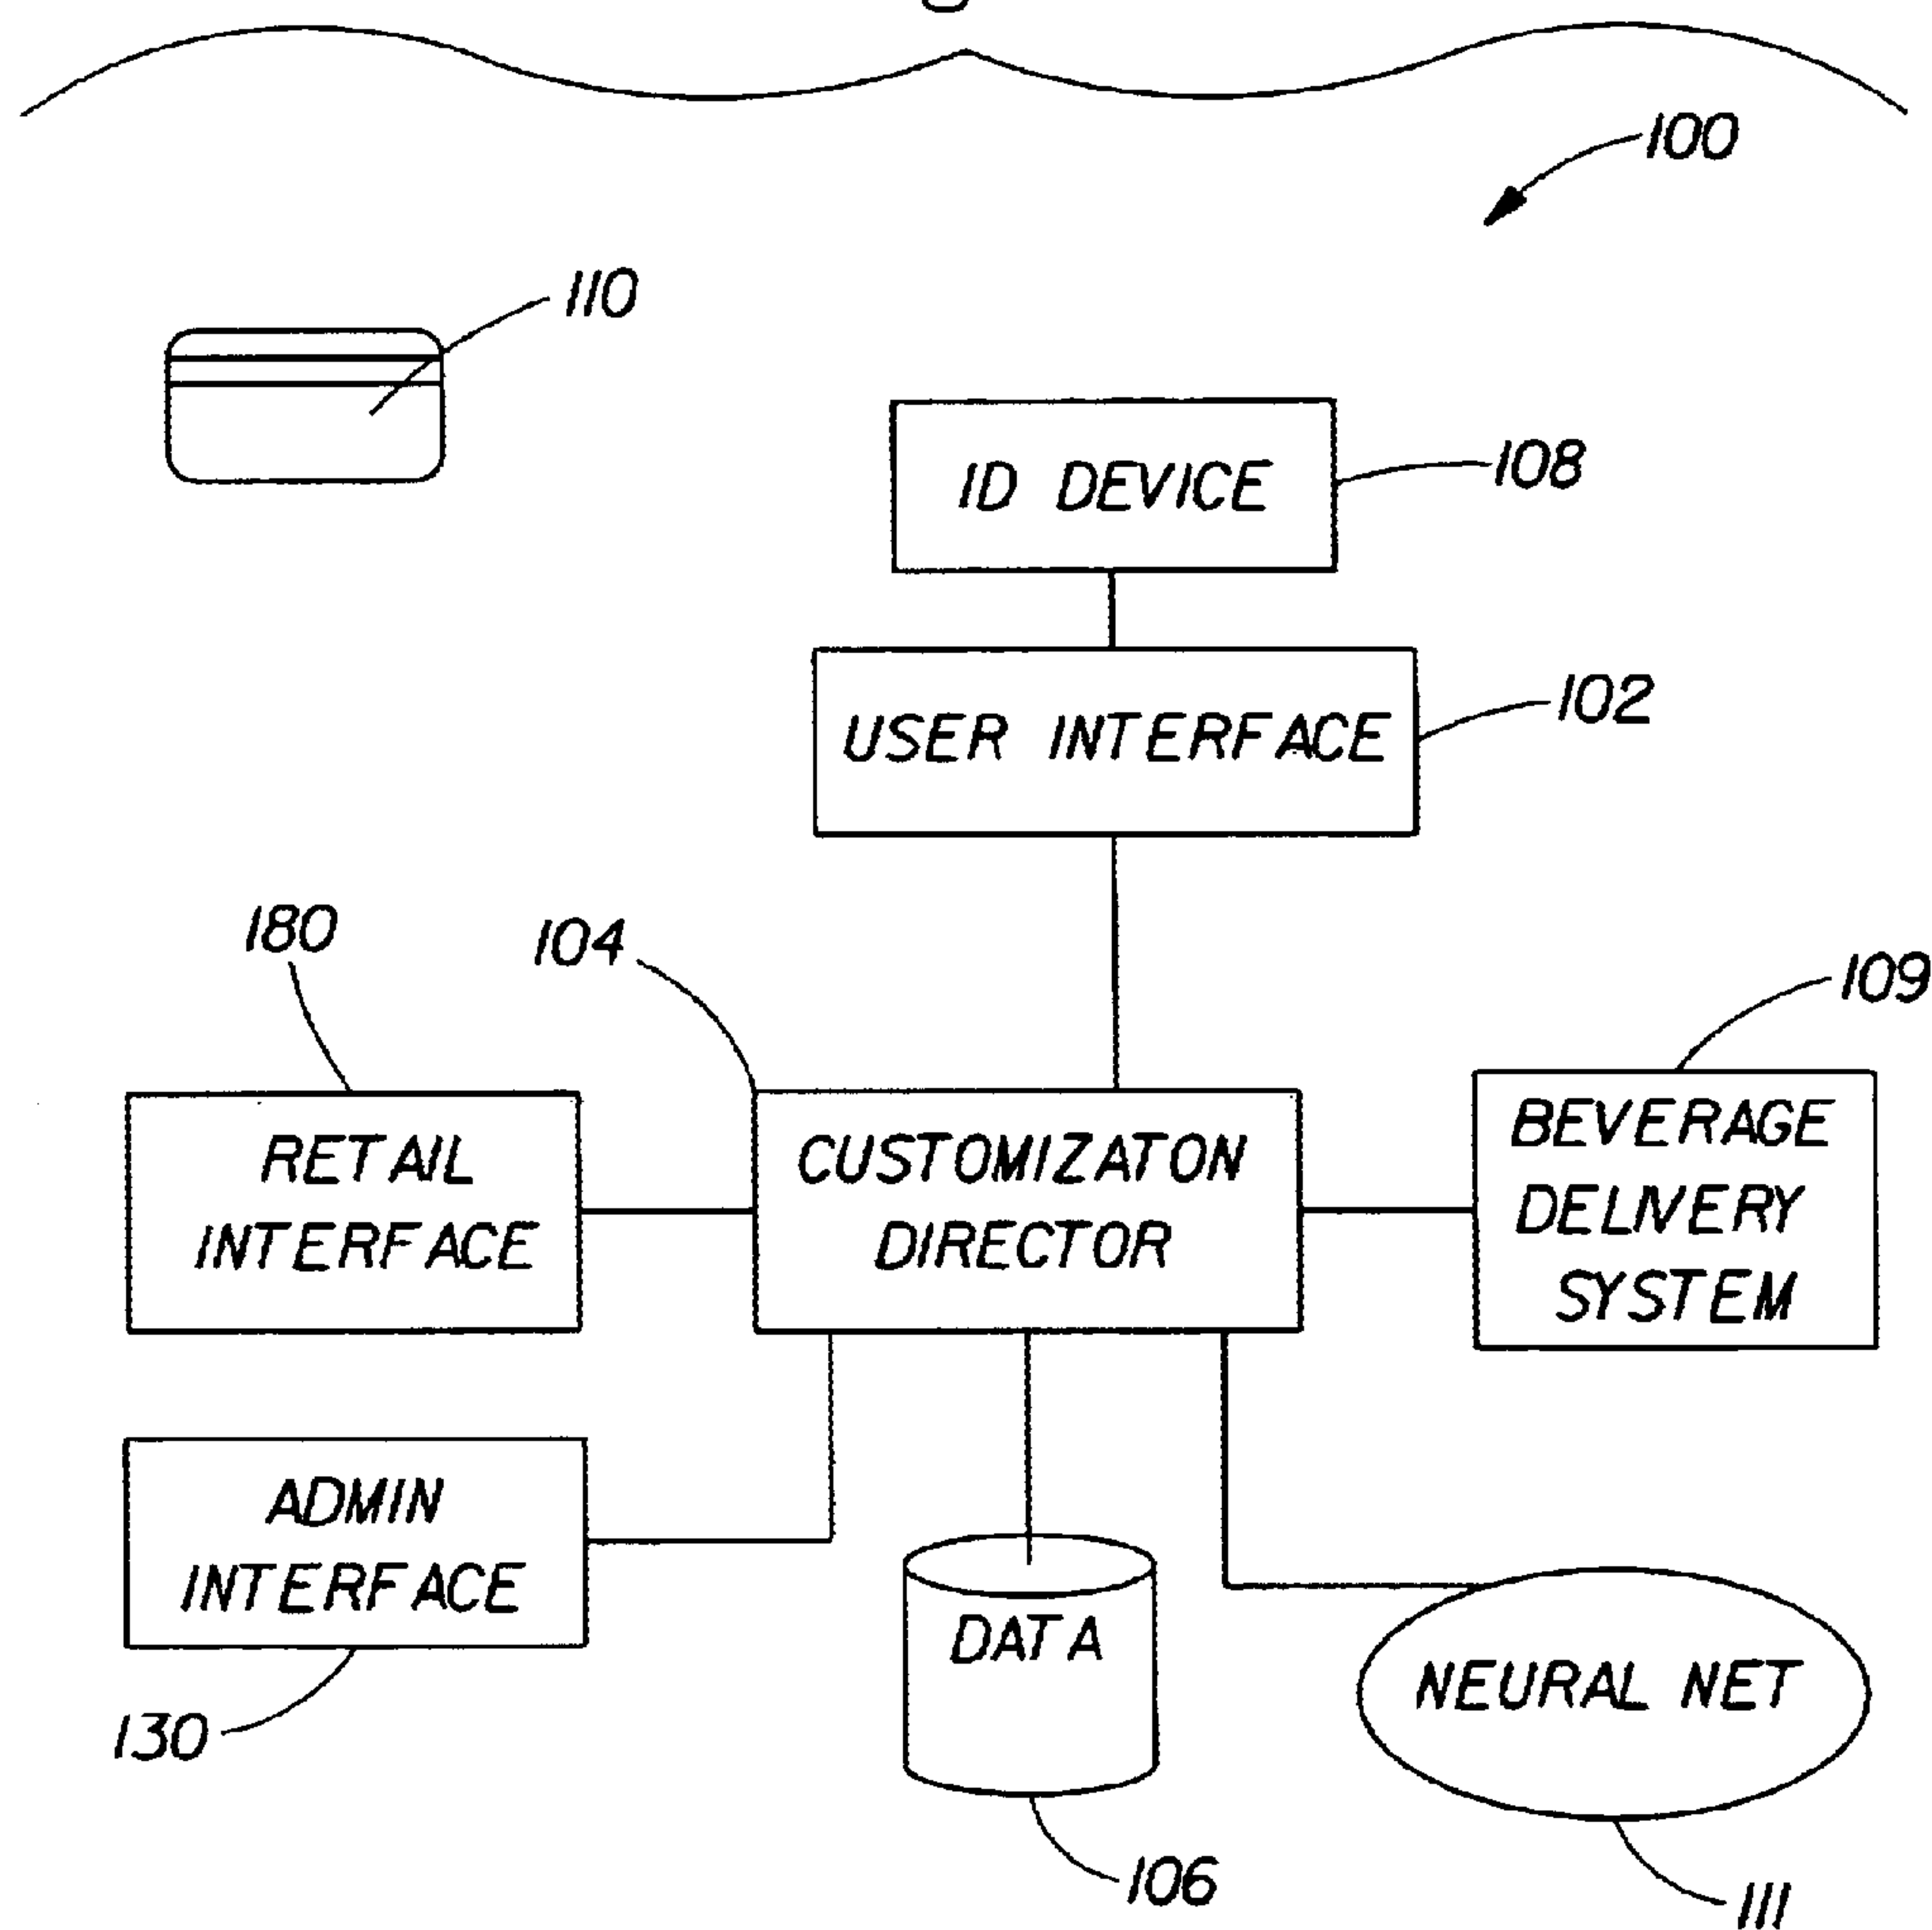 100
110
ID DEVICE
108
USER INTERFACE
102
180
104
109
RETAIL
INTERFACE
CUSTOMIZATON
DIRECTOR
BEVERAGE
DELIVERY
SYSTEM
ADMIN
INTERFACE
130
DATA
106
NEURAL NET
111